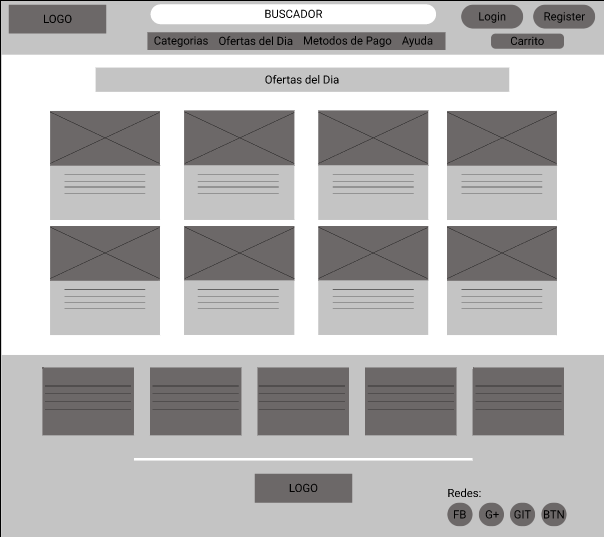 LOGO
BUSCADOR
Login
Register
Categorias
Ofertas del Dia
Metodos de Pago
Ayuda
Carrito
Ofertas del Dia
LOGO
Redes:
FB
G+
GIT
BTN